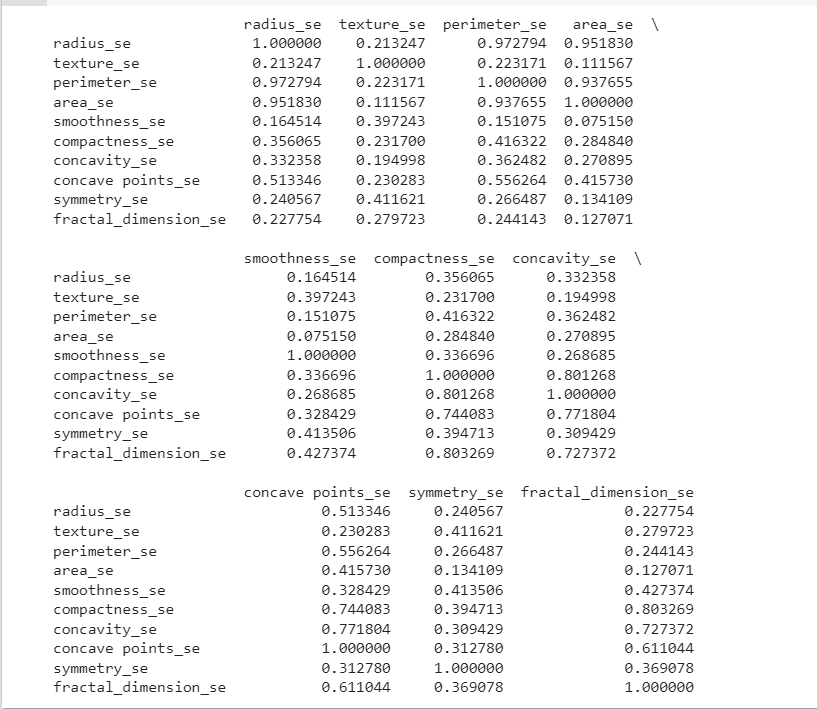 radius_se texture_se perimeter_se area_se \
radius_se 1.000000 0.213247 0.972794 0.951830
texture_se 0.213247 1.000000 0.223171 0.111567
perimeter_se 0.972794 0.223171 1.000000 0.937655
area_se 0.951830 0.111567 0.937655 1.000000
smoothness_se 0.164514 0.397243 0.151075 0.075150
compactness_se 0.356065 0.231700 0.416322 0.284840
concavity_se 0.332358 0.194998 0.362482 0.270895
concave points_se 0.513346 0.230283 0.556264 0.415730
symmetry_se 0.240567 0.411621 0.266487 0.134109
fractal_dimension_se 0.227754 0.279723 0.244143 0.127071
smoothness_se compactness_se concavity_se \
radius_se 0.164514 0.356065 0.332358
texture_se 0.397243 0.231700 0.194998
perimeter_se 0.151075 0.416322 0.362482
area_se 0.075150 0.284840 0.270895
smoothness_se 1.000000 0.336696 0.268685
compactness_se 0.336696 1.000000 0.801268
concavity_se 0.268685 0.801268 1.000000
concave points_se 0.328429 0.744083 0.771804
symmetry_se 0.413506 0.394713 0.309429
fractal_dimension_se 0.427374 0.803269 0.727372
concave points_se symmetry_se fractal_dimension_se
radius_se 0.513346 0.240567 0.227754
texture_se 0.230283 0.411621 0.279723
perimeter_se 0.556264 0.266487 0.244143
area_se 0.415730 0.134109 0.127071
smoothness_se 0.328429 0.413506 0.427374
compactness_se 0.744083 0.394713 0.803269
concavity_se 0.771804 0.309429 0.727372
concave points_se 1.000000 0.312780 0.611044
symmetry_se 0.312780 1.000000 0.369078
fractal_dimension_se 0.611044 0.369078 1.000000